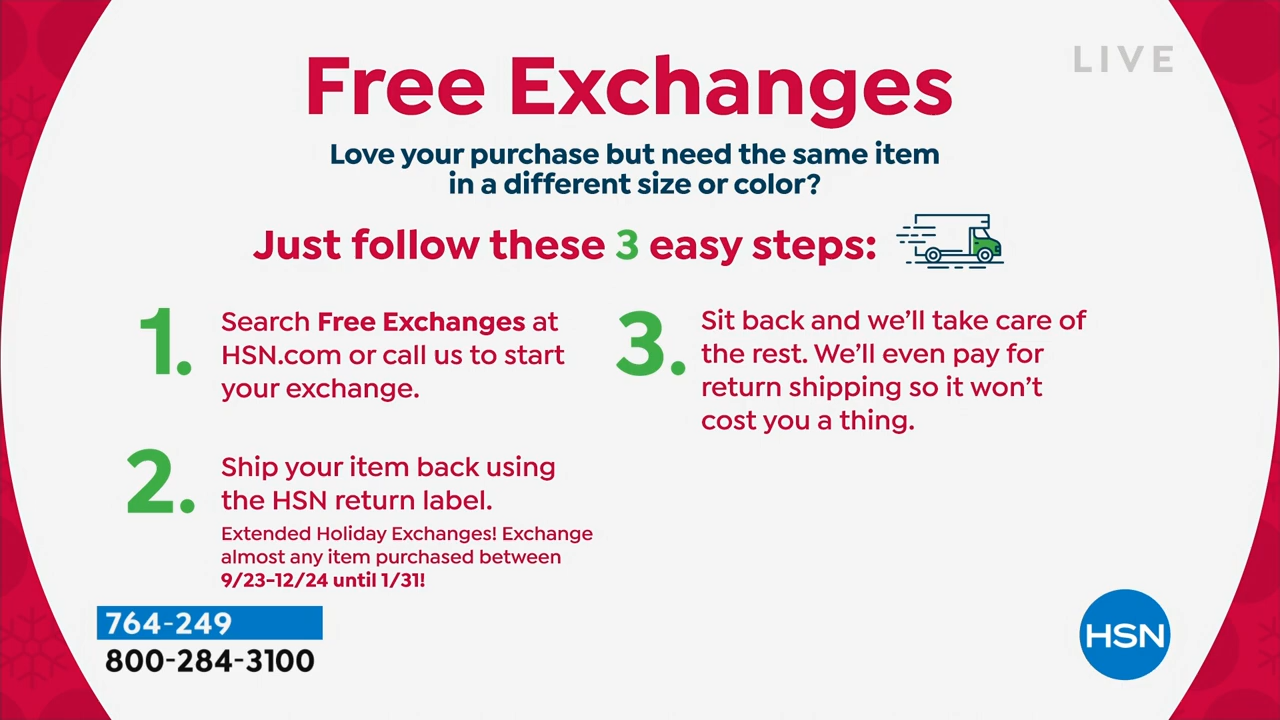 LIVE
Free Exchanges
Love your purchase but need the same item
in a different size or color?
Just follow these 3 easy steps:
1.
Search Free Exchanges at
HSN.com or call us to start
your exchange.
2.
Ship your item back using
the HSN return label.
Extended Holiday Exchanges! Exchange
almost any item purchased between
9/23-12/24 until 1/31!
3.
Sit back and we'll take care of
the rest. We'll even pay for
return shipping so it won't
cost you a thing.
764-249
800-284-3100
HSN